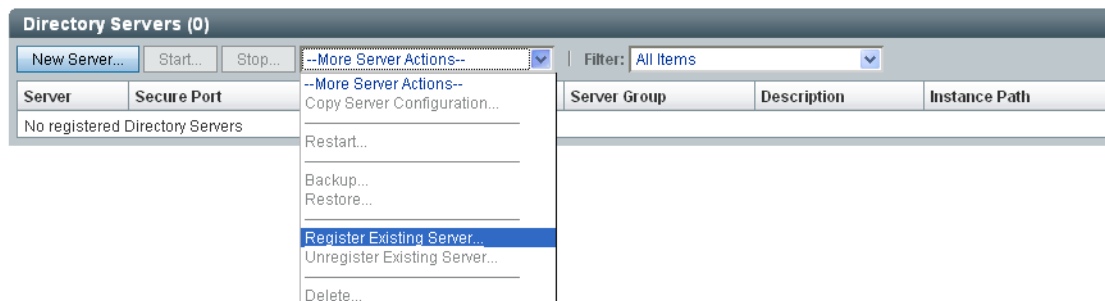 Directory Servers (0)
New Server... Start... Stop... --More Server Actions-- Filter: All Items
--More Server Actions--
Copy Server Configuration...
Restart...
Backup...
Restore...
Register Existing Server...
Unregister Existing Server...
Delete...
Server Secure Port Server Group Description Instance Path
No registered Directory Servers